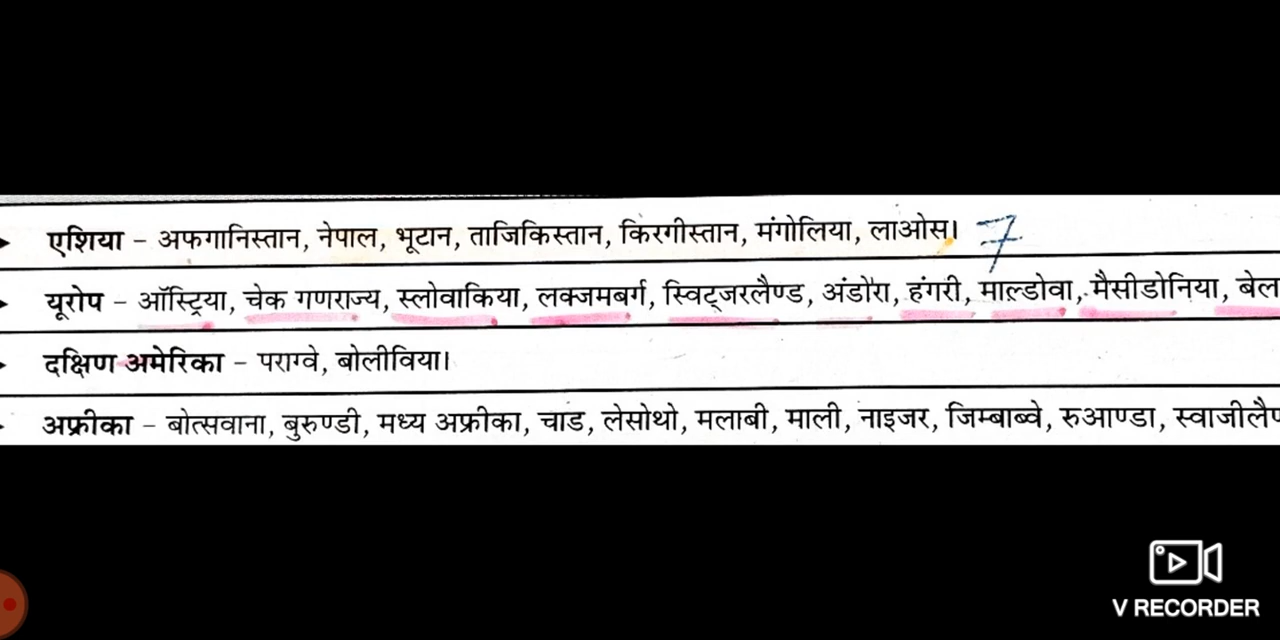 एशिया – अफगानिस्तान, नेपाल, भूटान, ताजिकिस्तान, किरगीस्तान, मंगोलिया, लाओस। 7
यूरोप – ऑस्ट्रिया, चेक गणराज्य, स्लोवाकिया, लक्जमबर्ग, स्विट्जरलैण्ड, अंडोरा, हंगरी, माल्डोवा, मैसीडोनिया, बेल
दक्षिण अमेरिका – पराग्वे, बोलीविया।
अफ्रीका – बोत्सवाना, बुरुण्डी, मध्य अफ्रीका, चाड, लेसोथो, मलाबी, माली, नाइजर, जिम्बाब्वे, रुआण्डा, स्वाजीलैण
V RECORDER